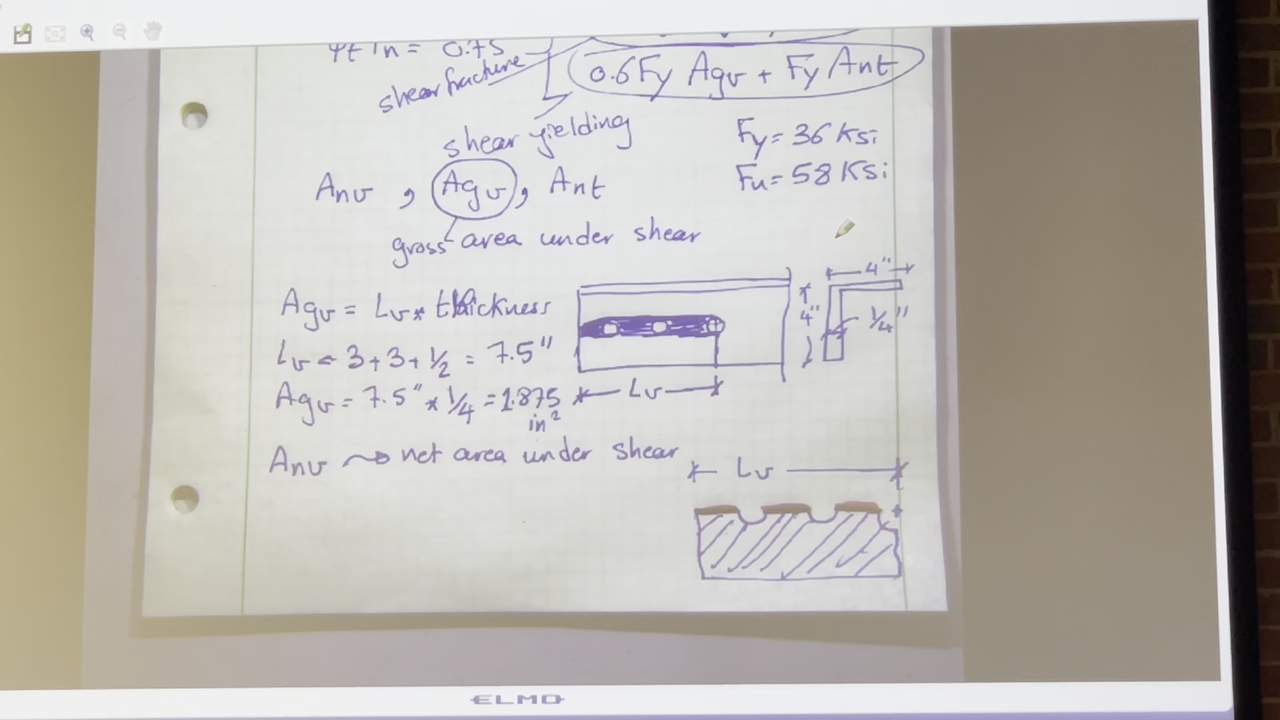 φt Pn = 0.75
shear fracture
0.6Fy Agv + Fy Ant
shear yielding
Fy = 36 Ksi
Fu = 58 Ksi
Anv , Agv , Ant
gross area under shear
Agv = Lv * thickness
Lv = 3+3+1/2 = 7.5"
Agv = 7.5" * 1/4 = 1.875
in²
4"
4"
1/4"
Lv
Anv → net area under shear
Lv
ELMO